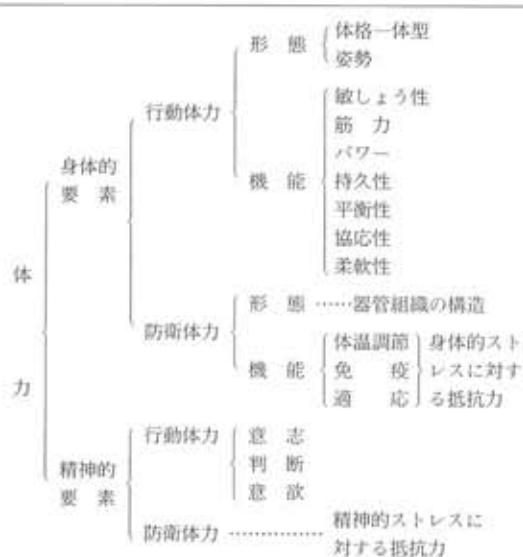 体力
身体的要素
行動体力
形態
体格一体型
姿勢
機能
敏しょう性
筋力
パワー
持久性
平衡性
協応性
柔軟性
防衛体力
形態……器管組織の構造
機能
体温調節
免疫
適応
身体的スト
レスに対す
る抵抗力
精神的要素
行動体力
意志
判断
意欲
防衛体力……………
精神的ストレスに
対する抵抗力